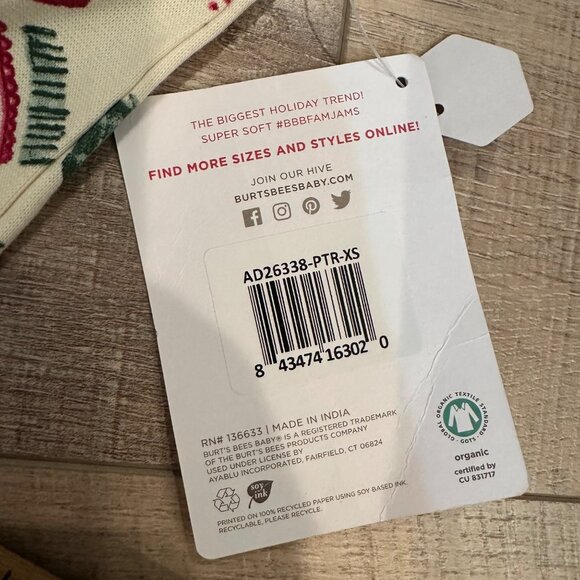 THE BIGGEST HOLIDAY TREND!
SUPER SOFT #BBBFAMJAMS
FIND MORE SIZES AND STYLES ONLINE!
JOIN OUR HIVE
BURTSBEESBABY.COM
AD26338-PTR-XS
8 43474 16302 0
RN# 136633 | MADE IN INDIA
BURT'S BEES BABY® IS A REGISTERED TRADEMARK
OF THE BURT'S BEES PRODUCTS COMPANY
USED UNDER LICENSE BY
AYABLU INCORPORATED. FAIRFIELD, CT 06824
soy
ink
PRINTED ON 100% RECYCLED PAPER USING SOY BASED INK.
RECYCLABLE, PLEASE RECYCLE.
GLOBAL ORGANIC TEXTILE STANDARD
· GOTS ·
organic
certified by
CU 831717